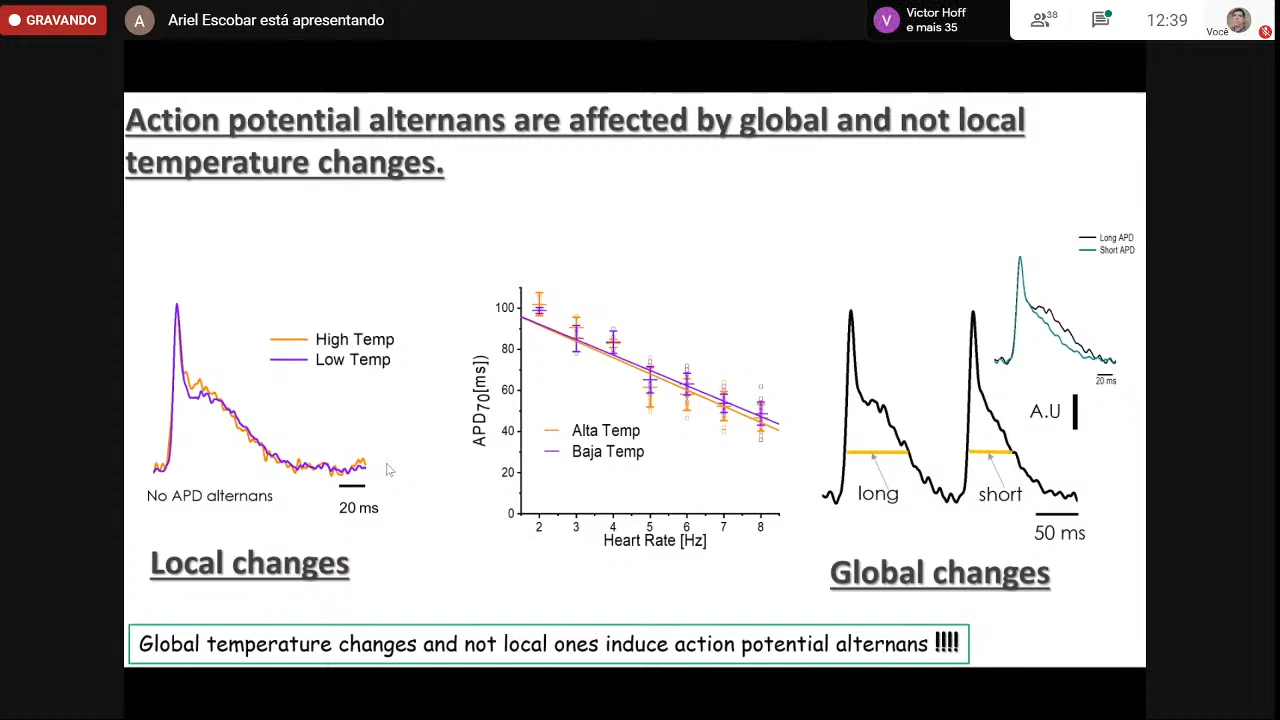 GRAVANDO
A
Ariel Escobar está apresentando
V
Victor Hoff
e mais 35
38
12:39
Você
Action potential alternans are affected by global and not local
temperature changes.
High Temp
Low Temp
No APD alternans
20 ms
Local changes
APD70[ms])
100
80
60
40
20
0
2 3 4 5 6 7 8
Heart Rate [Hz]
Alta Temp
Baja Temp
Long APD
Short APD
20 ms
A.U
long
short
50 ms
Global changes
Global temperature changes and not local ones induce action potential alternans !!!!